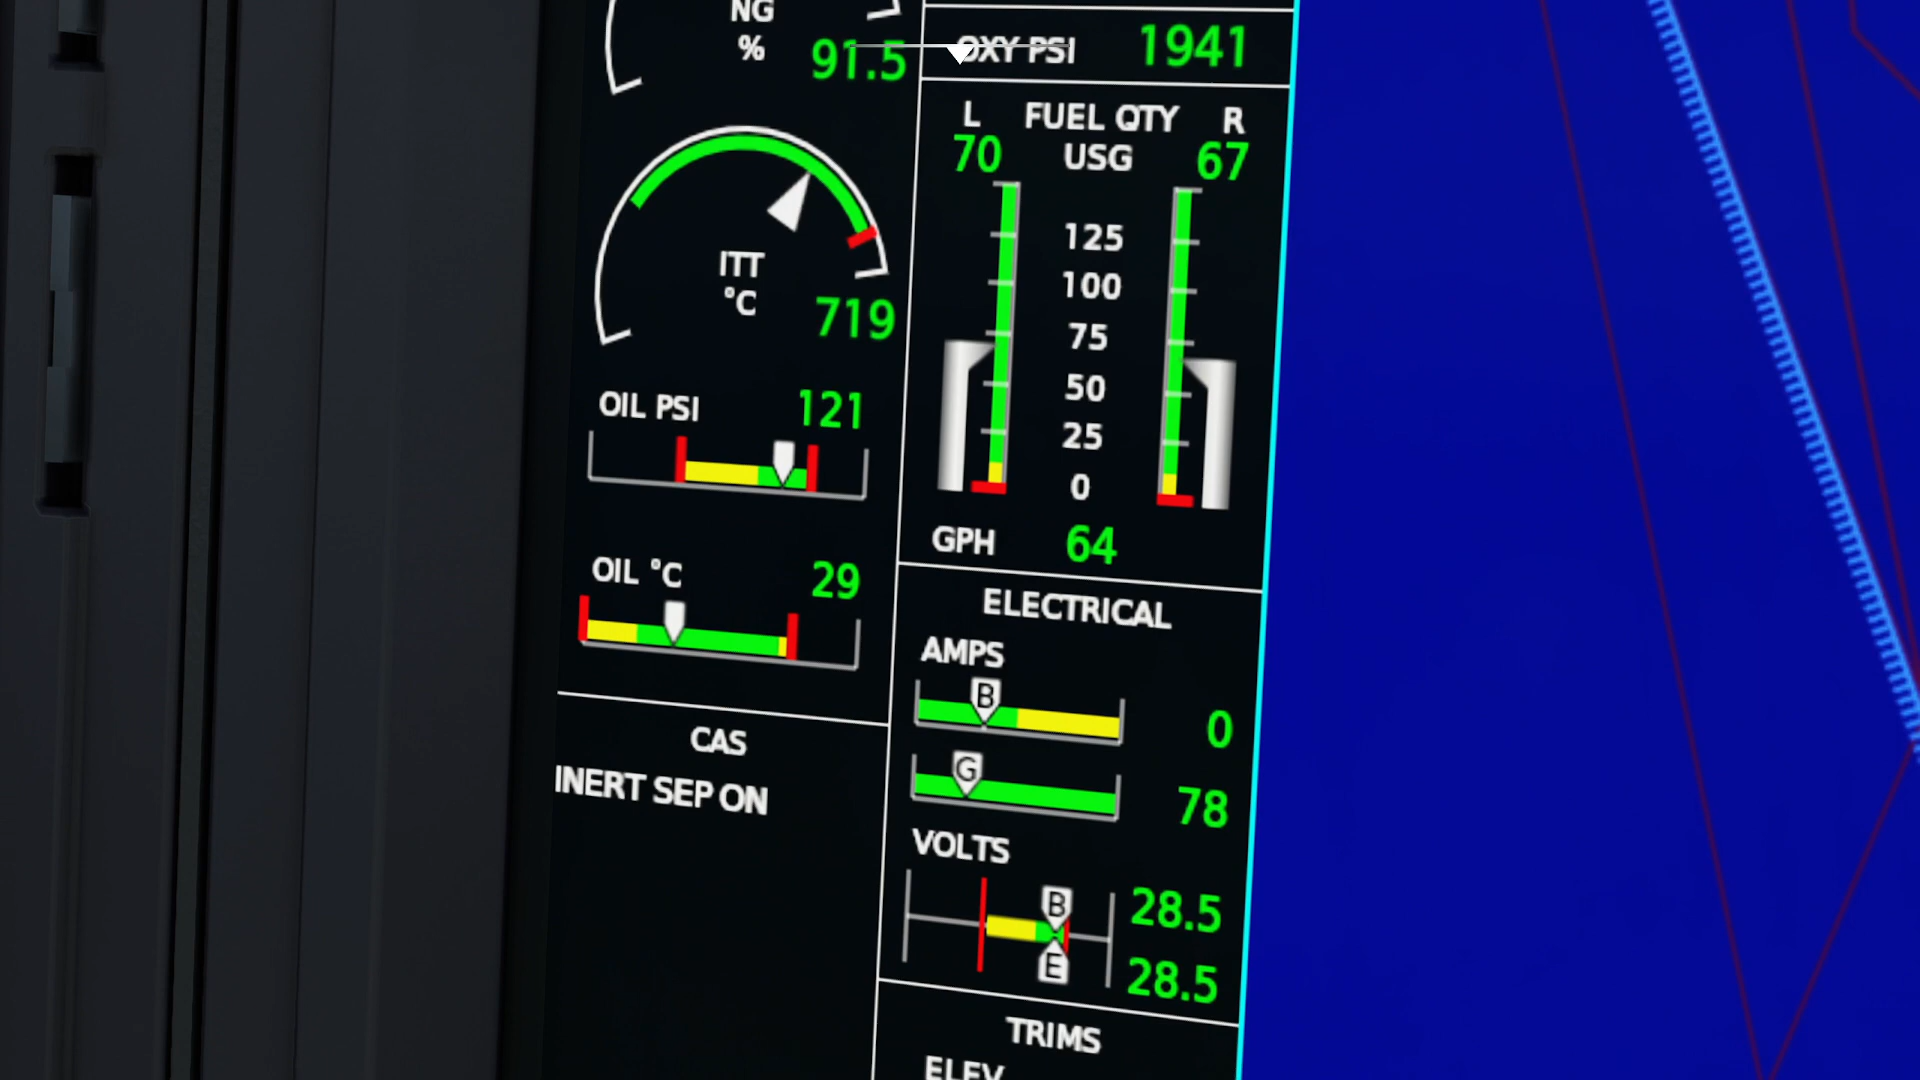 NG
%
91.5
ITT
°C
719
OIL PSI 121
OIL °C 29
CAS
INERT SEP ON
OXY PSI 1941
L FUEL QTY R
70 USG 67
125
100
75
50
25
0
GPH 64
ELECTRICAL
AMPS
B 0
G 78
VOLTS
B 28.5
E 28.5
TRIMS
ELEV